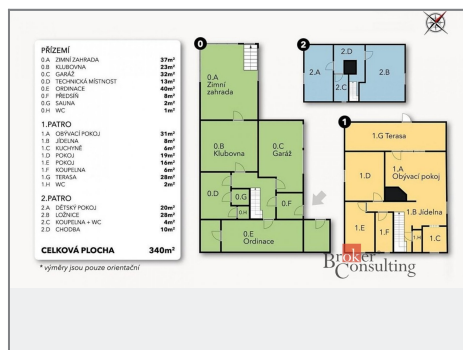 PŘÍZEMÍ
0.A ZIMNÍ ZAHRADA 37m²
0.B KLUBOVNA 23m²
0.C GARÁŽ 32m²
0.D TECHNICKÁ MÍSTNOST 13m²
0.E ORDINACE 40m²
0.F PŘEDSÍŇ 8m²
0.G SAUNA 2m²
0.H WC 1m²
1.PATRO
1.A OBÝVACÍ POKOJ 31m²
1.B JÍDELNA 8m²
1.C KUCHYNĚ 6m²
1.D POKOJ 19m²
1.E POKOJ 16m²
1.F KOUPELNA 6m²
1.G TERASA 28m²
1.H WC 2m²
2.PATRO
2.A DĚTSKÝ POKOJ 20m²
2.B LOŽNICE 28m²
2.C KOUPELNA + WC 4m²
2.D CHODBA 10m²
CELKOVÁ PLOCHA 340m²
* výměry jsou pouze orientační
0
0.A
Zimní
zahrada
0.B
Klubovna
0.C
Garáž
0.D
0.G
0.H
0.F
0.E
Ordinace
2
2.A
2.D
2.C
2.B
1
1.G Terasa
1.D
1.A
Obývací pokoj
1.B Jídelna
1.E
1.F
1.H
1.C
Broker
Consulting